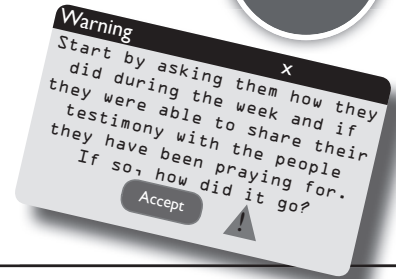 Warning
x
Start by asking them how they
did during the week and if
they were able to share their
testimony with the people
they have been praying for.
If so, how did it go?
Accept
!